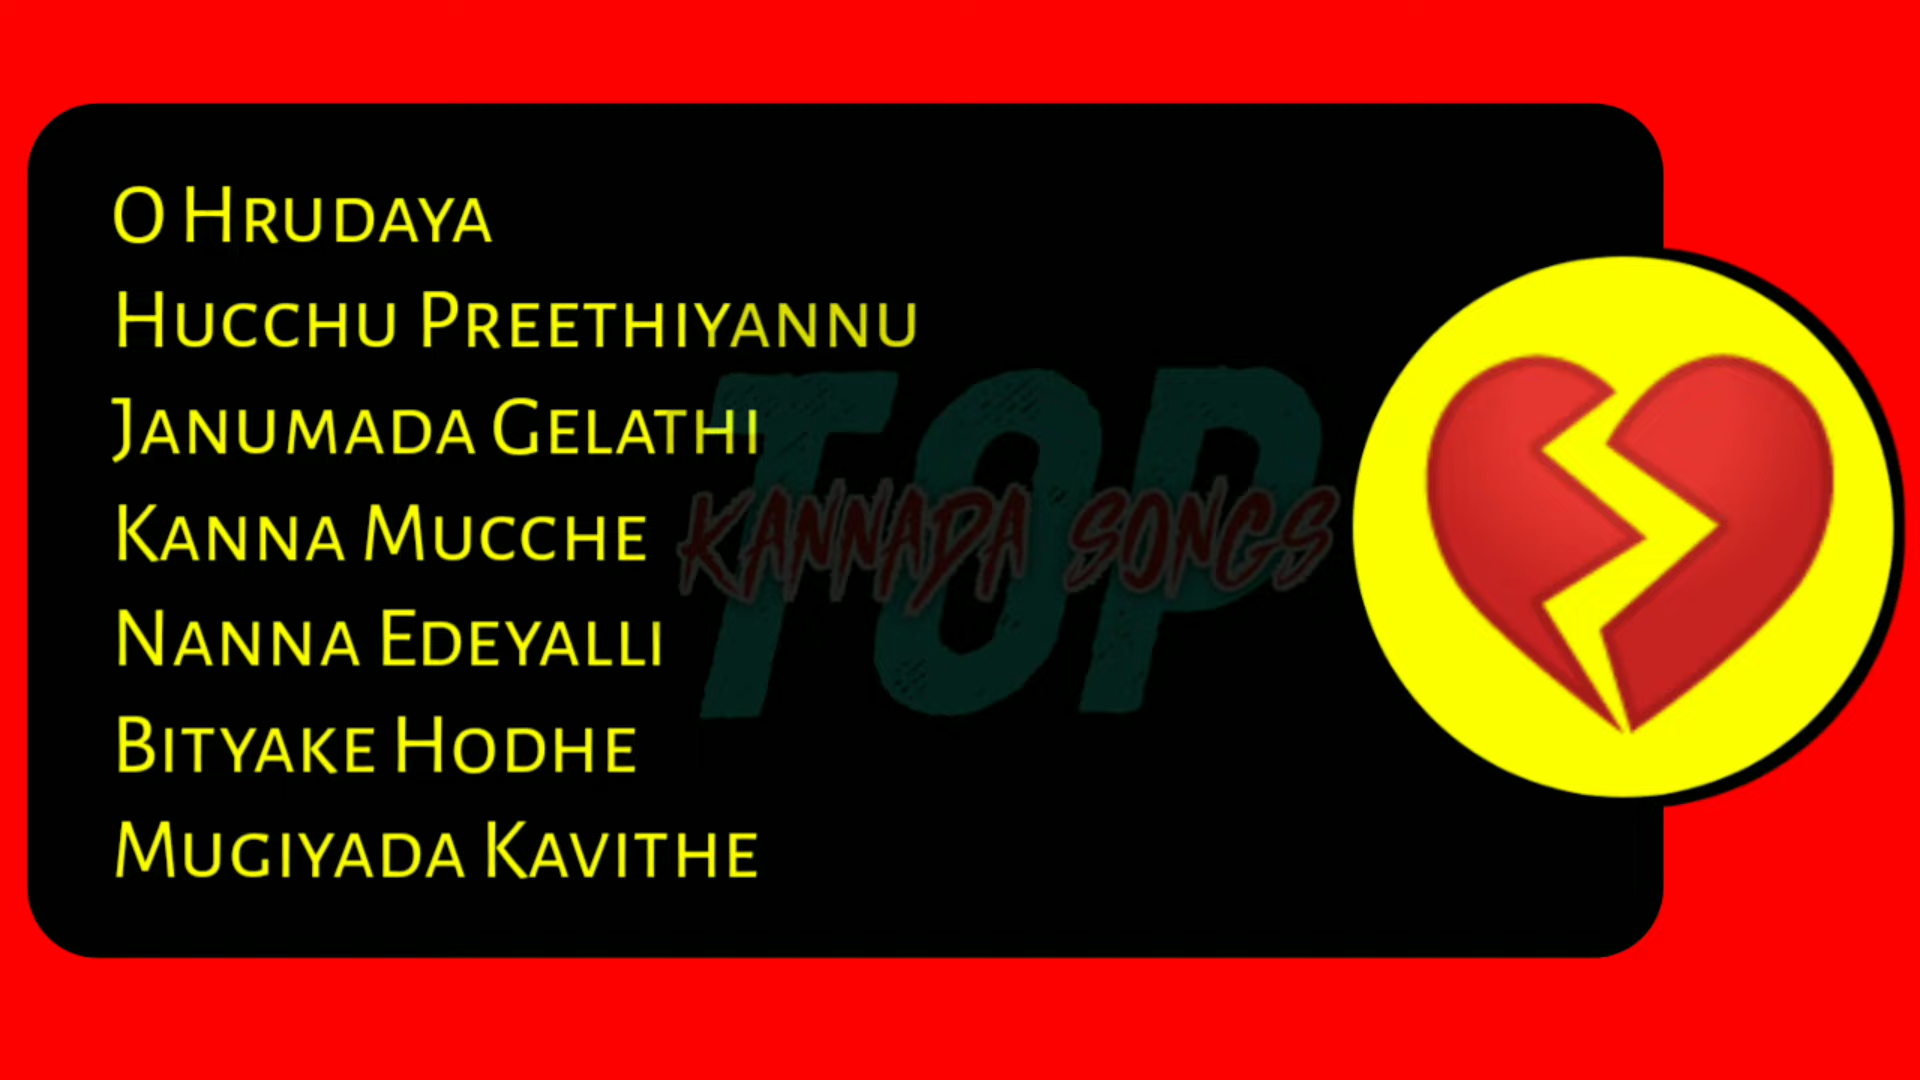 O Hrudaya
Hucchu Preethiyannu
Janumada Gelathi
Kanna Mucche
Nanna Edeyalli
Bityake Hodhe
Mugiyada Kavithe
TOP
KANNADA SONGS